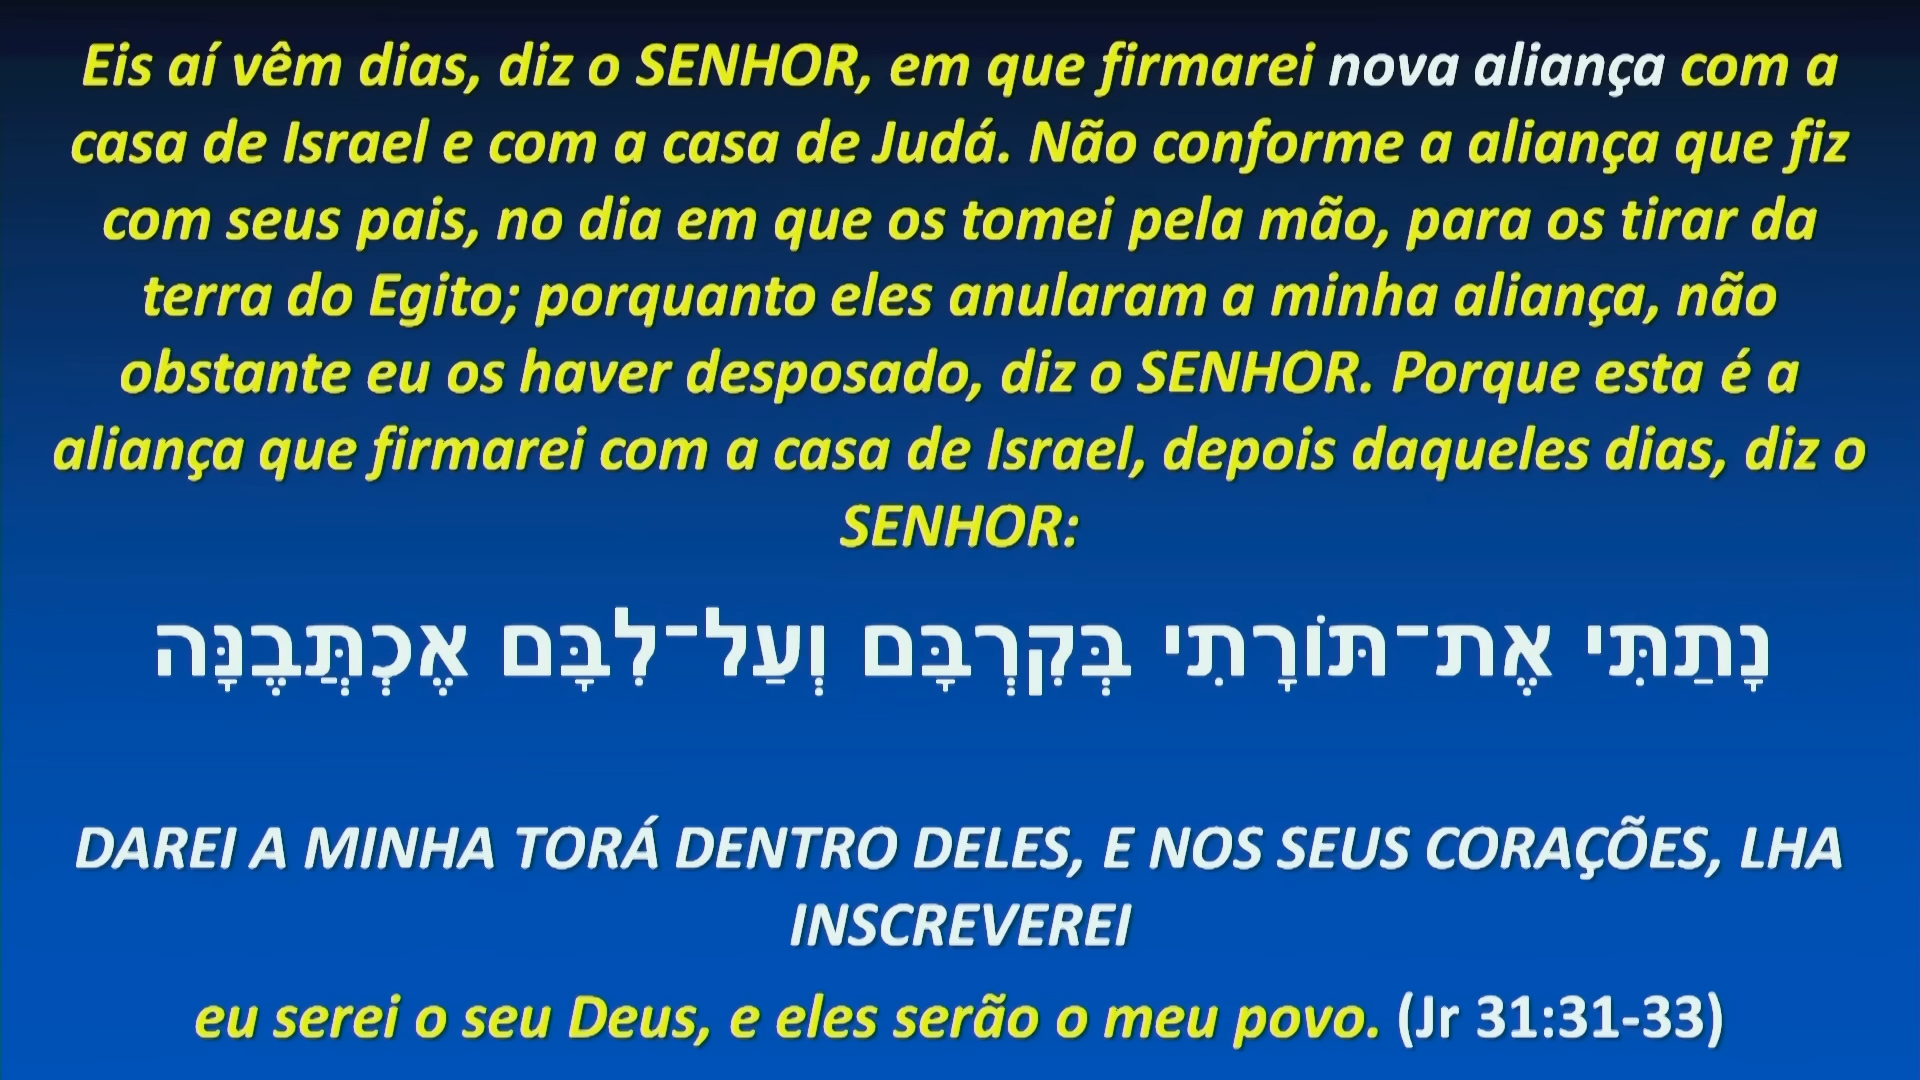 Eis aí vêm dias, diz o SENHOR, em que firmarei nova aliança com a
casa de Israel e com a casa de Judá. Não conforme a aliança que fiz
com seus pais, no dia em que os tomei pela mão, para os tirar da
terra do Egito; porquanto eles anularam a minha aliança, não
obstante eu os haver desposado, diz o SENHOR. Porque esta é a
aliança que firmarei com a casa de Israel, depois daqueles dias, diz o
SENHOR:
נָתַתִּי אֶת־תּוֹרָתִי בְּקִרְבָּם וְעַל־לִבָּם אֶכְתְֲּבֶנָּה
DAREI A MINHA TORÁ DENTRO DELES, E NOS SEUS CORAÇÕES, LHA
INSCREVEREI
eu serei o seu Deus, e eles serão o meu povo. (Jr 31:31-33)